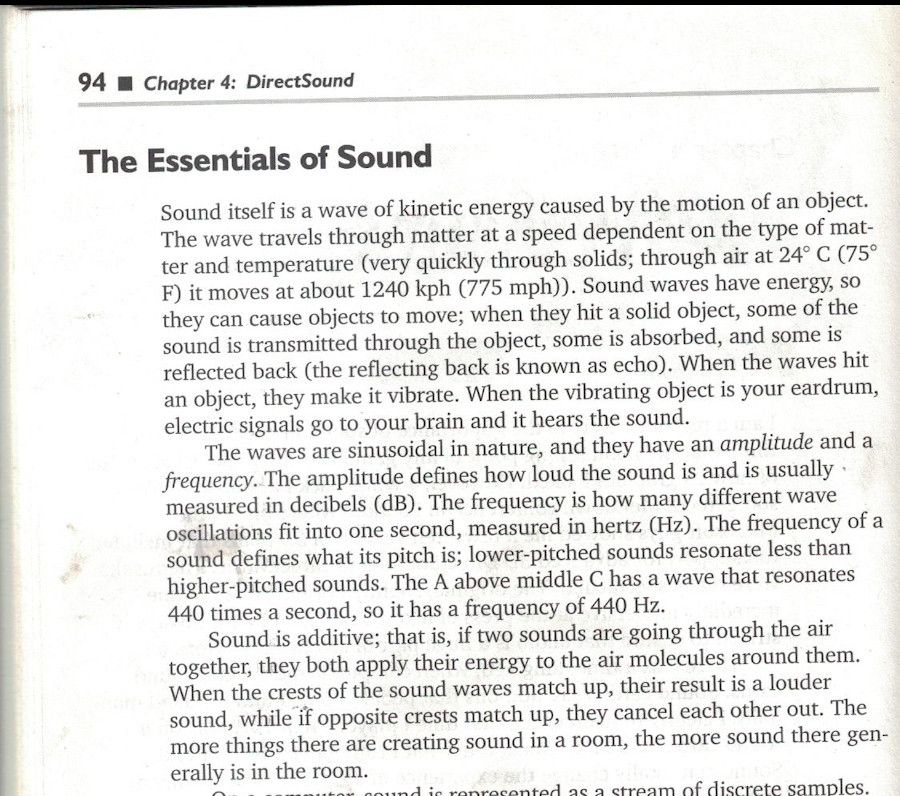 94 ■ Chapter 4: DirectSound
The Essentials of Sound
Sound itself is a wave of kinetic energy caused by the motion of an object.
The wave travels through matter at a speed dependent on the type of mat-
ter and temperature (very quickly through solids; through air at 24° C (75°
F) it moves at about 1240 kph (775 mph)). Sound waves have energy, so
they can cause objects to move; when they hit a solid object, some of the
sound is transmitted through the object, some is absorbed, and some is
reflected back (the reflecting back is known as echo). When the waves hit
an object, they make it vibrate. When the vibrating object is your eardrum,
electric signals go to your brain and it hears the sound.
The waves are sinusoidal in nature, and they have an amplitude and a
frequency. The amplitude defines how loud the sound is and is usually
measured in decibels (dB). The frequency is how many different wave
oscillations fit into one second, measured in hertz (Hz). The frequency of a
sound defines what its pitch is; lower-pitched sounds resonate less than
higher-pitched sounds. The A above middle C has a wave that resonates
440 times a second, so it has a frequency of 440 Hz.
Sound is additive; that is, if two sounds are going through the air
together, they both apply their energy to the air molecules around them.
When the crests of the sound waves match up, their result is a louder
sound, while if opposite crests match up, they cancel each other out. The
more things there are creating sound in a room, the more sound there gen-
erally is in the room.
On a computer, sound is represented as a stream of discrete samples.